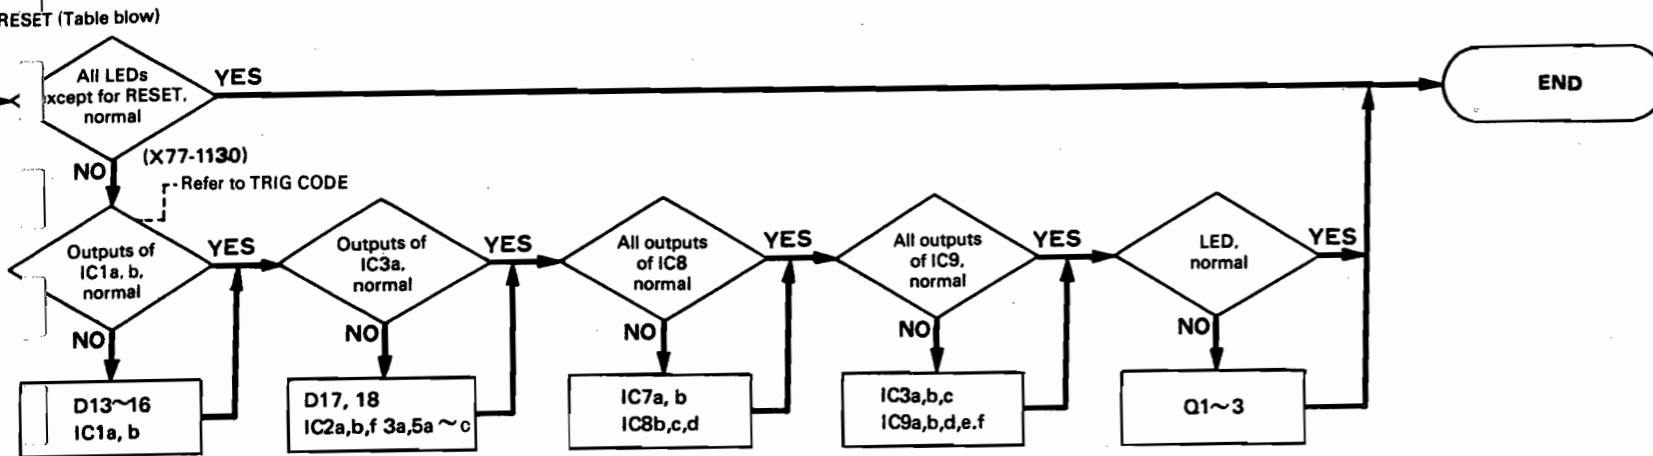 RESET (Table blow)
All LEDs
xcept for RESET,
normal
YES
END
NO
(X77-1130)
Refer to TRIG CODE
Outputs of
IC1a, b,
normal
YES
Outputs of
IC3a,
normal
YES
All outputs
of IC8
normal
YES
All outputs
of IC9,
normal
YES
LED,
normal
YES
NO
NO
NO
NO
NO
D13~16
IC1a, b
D17, 18
IC2a,b,f 3a,5a~c
IC7a, b
IC8b,c,d
IC3a,b,c
IC9a,b,d,e.f
Q1~3